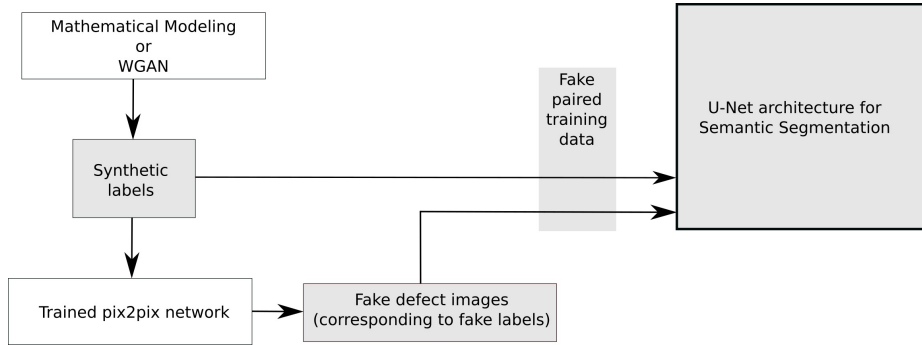 Mathematical Modeling
or
WGAN
Fake
paired
training
data
U-Net architecture for
Semantic Segmentation
Synthetic
labels
Trained pix2pix network
Fake defect images
(corresponding to fake labels)